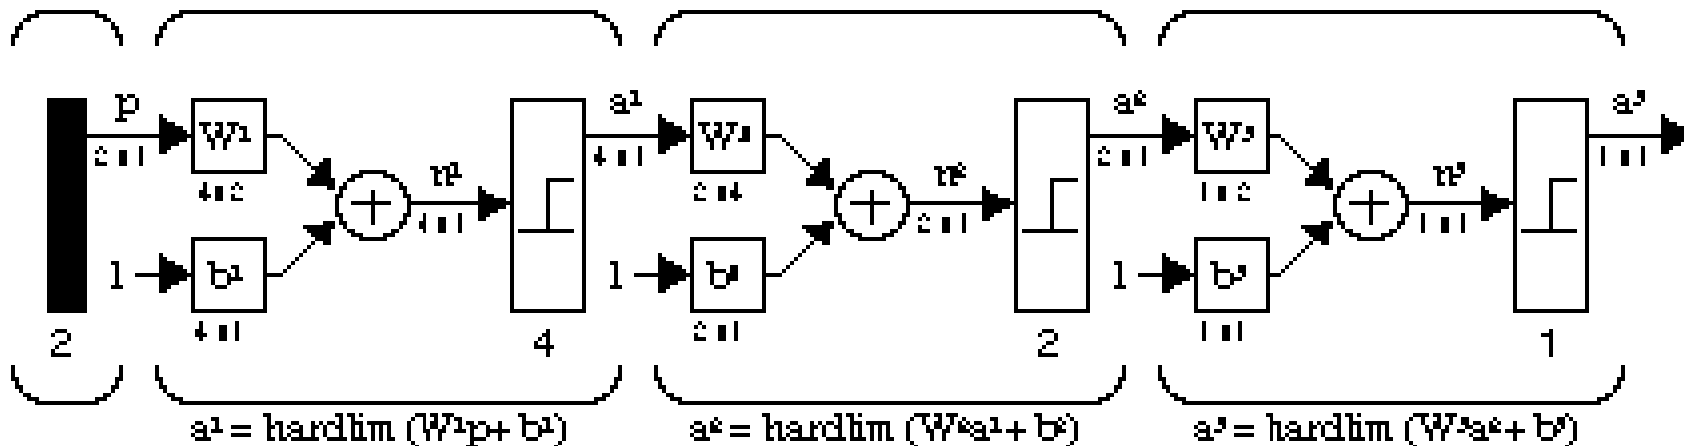 p a¹ a² a³
2 x 1 W¹ 4 x 1 W² 2 x 1 W³ 1 x 1
4 x 2 n¹ 2 x 4 n² 1 x 2 n³
4 x 1 2 x 1 1 x 1
1 b¹ 1 b² 1 b³
4 x 1 2 x 1 1 x 1
2 4 2 1
a¹ = hardlim (W¹p + b¹) a² = hardlim (W²a¹ + b²) a³ = hardlim (W³a² + b³)